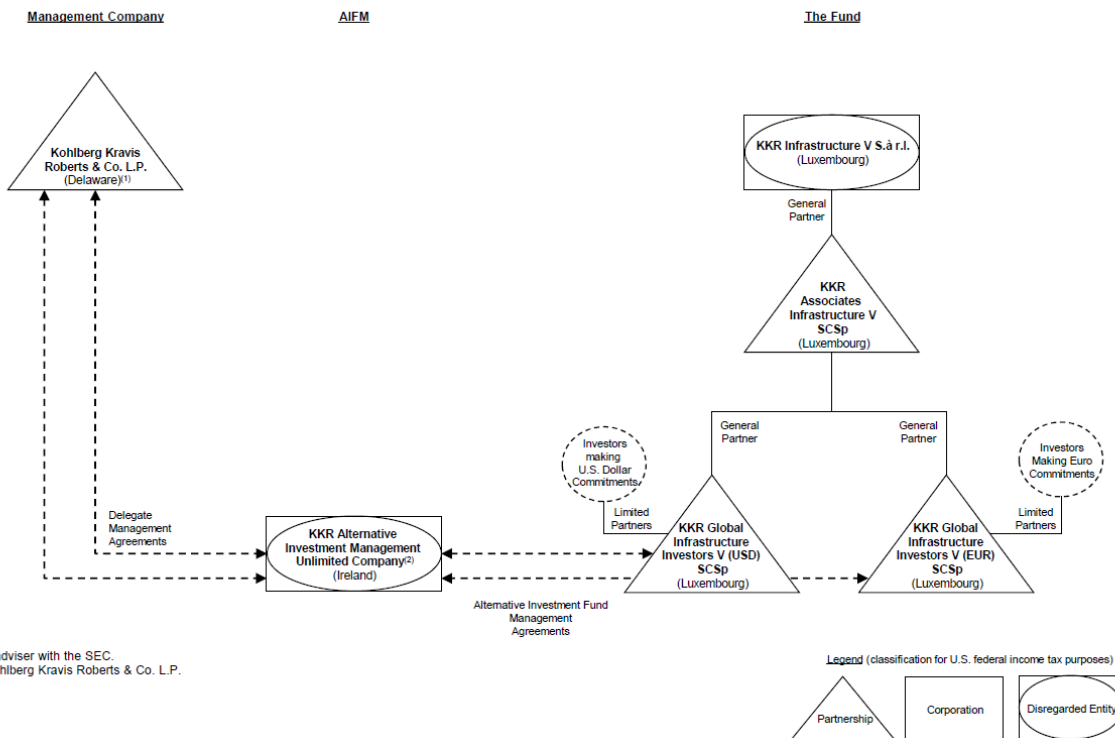 Management Company
AIFM
The Fund
Kohlberg Kravis
Roberts & Co. L.P.
(Delaware)(1)
KKR Infrastructure V S.à r.l.
(Luxembourg)
General
Partner
KKR
Associates
Infrastructure V
SCSp
(Luxembourg)
General
Partner
General
Partner
Investors
making
U.S. Dollar
Commitments
Investors
Making Euro
Commitments
Limited
Partners
Limited
Partners
Delegate
Management
Agreements
KKR Alternative
Investment Management
Unlimited Company(2)
(Ireland)
KKR Global
Infrastructure
Investors V (USD)
SCSp
(Luxembourg)
KKR Global
Infrastructure
Investors V (EUR)
SCSp
(Luxembourg)
Alternative Investment Fund
Management
Agreements
adviser with the SEC.
Kravis Roberts & Co. L.P.
Legend (classification for U.S. federal income tax purposes)
Partnership
Corporation
Disregarded Entity